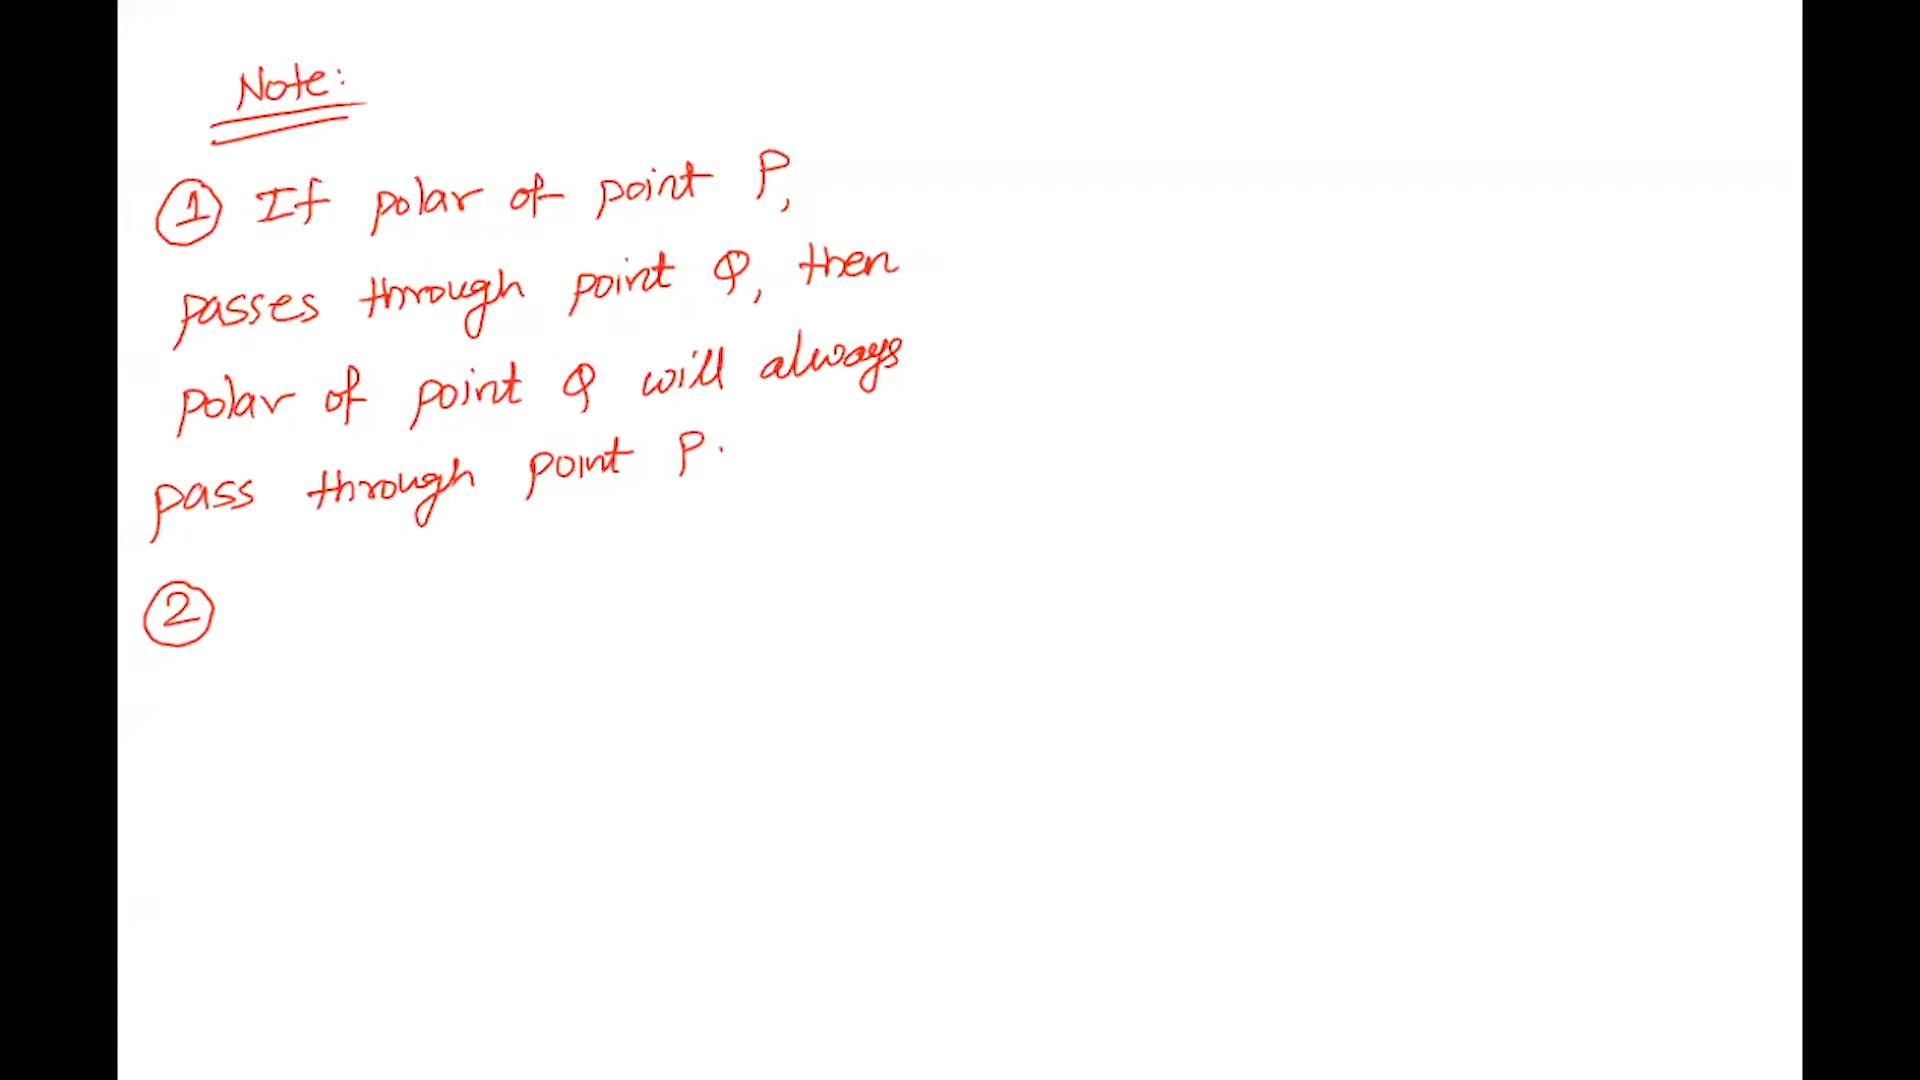 Note:
① If polar of point P,
passes through point Q, then
polar of point Q will always
pass through point P.
②